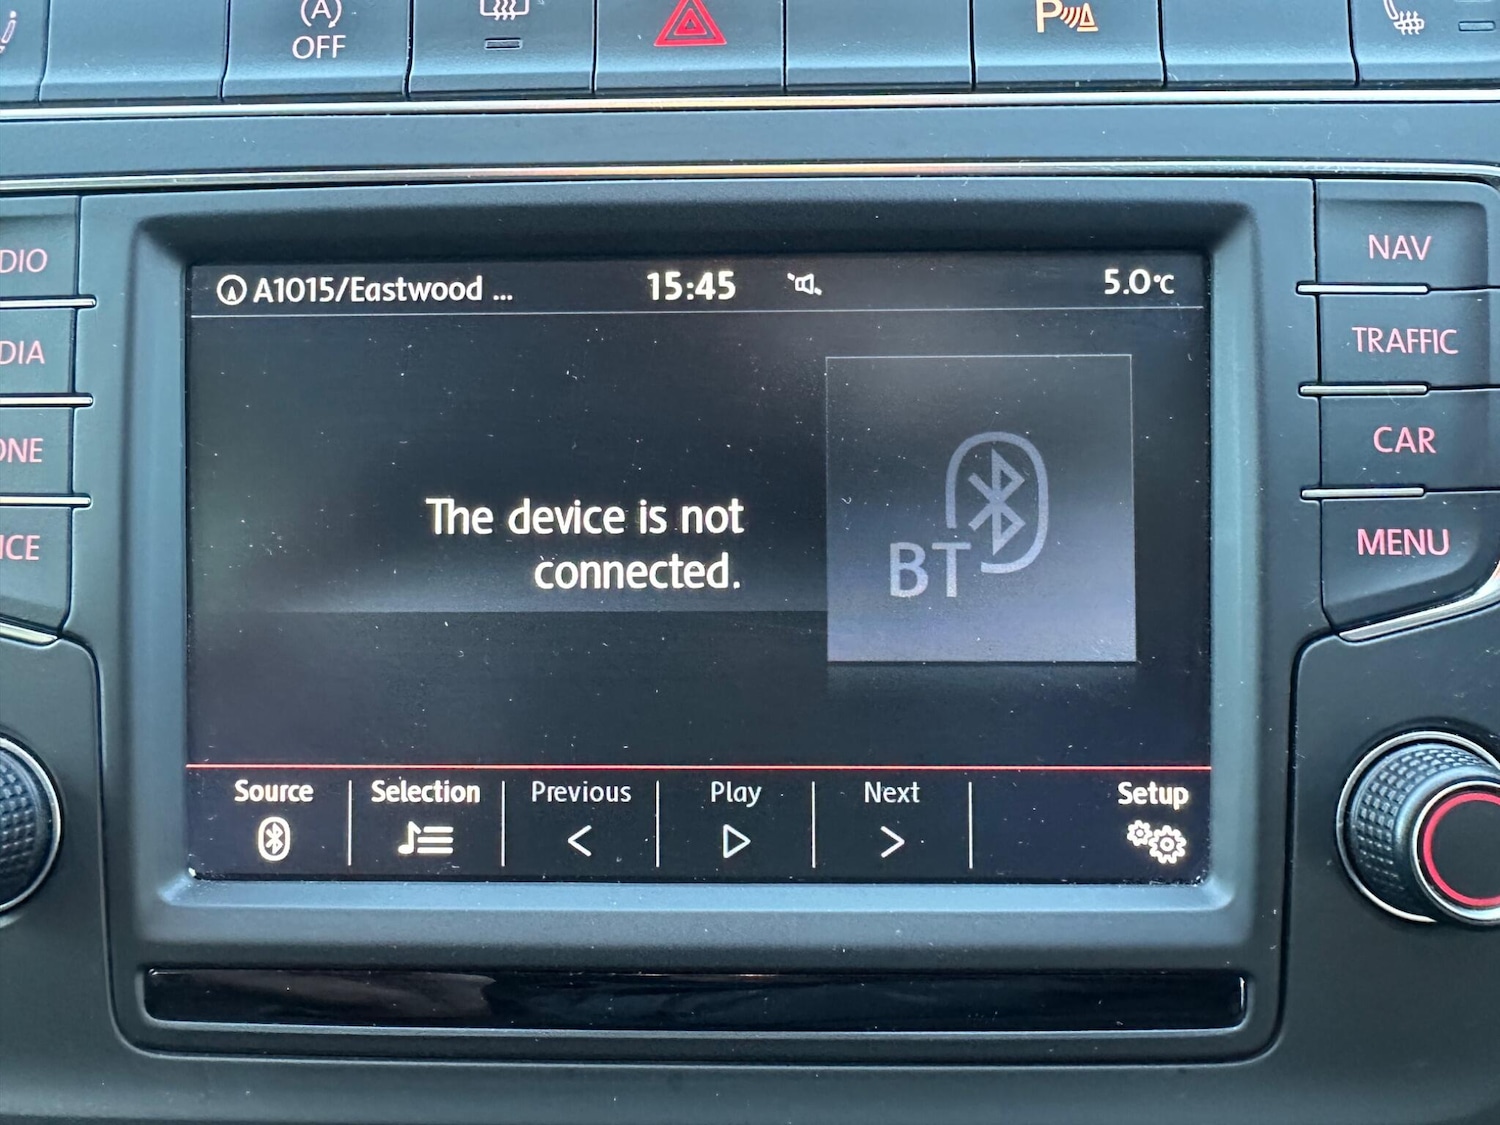 (A)
OFF
P
DIO
NAV
A1015/Eastwood ...
15:45
5.0°C
DIA
TRAFFIC
ONE
CAR
The device is not
connected.
BT
ICE
MENU
Source
Selection
Previous
Play
Next
Setup